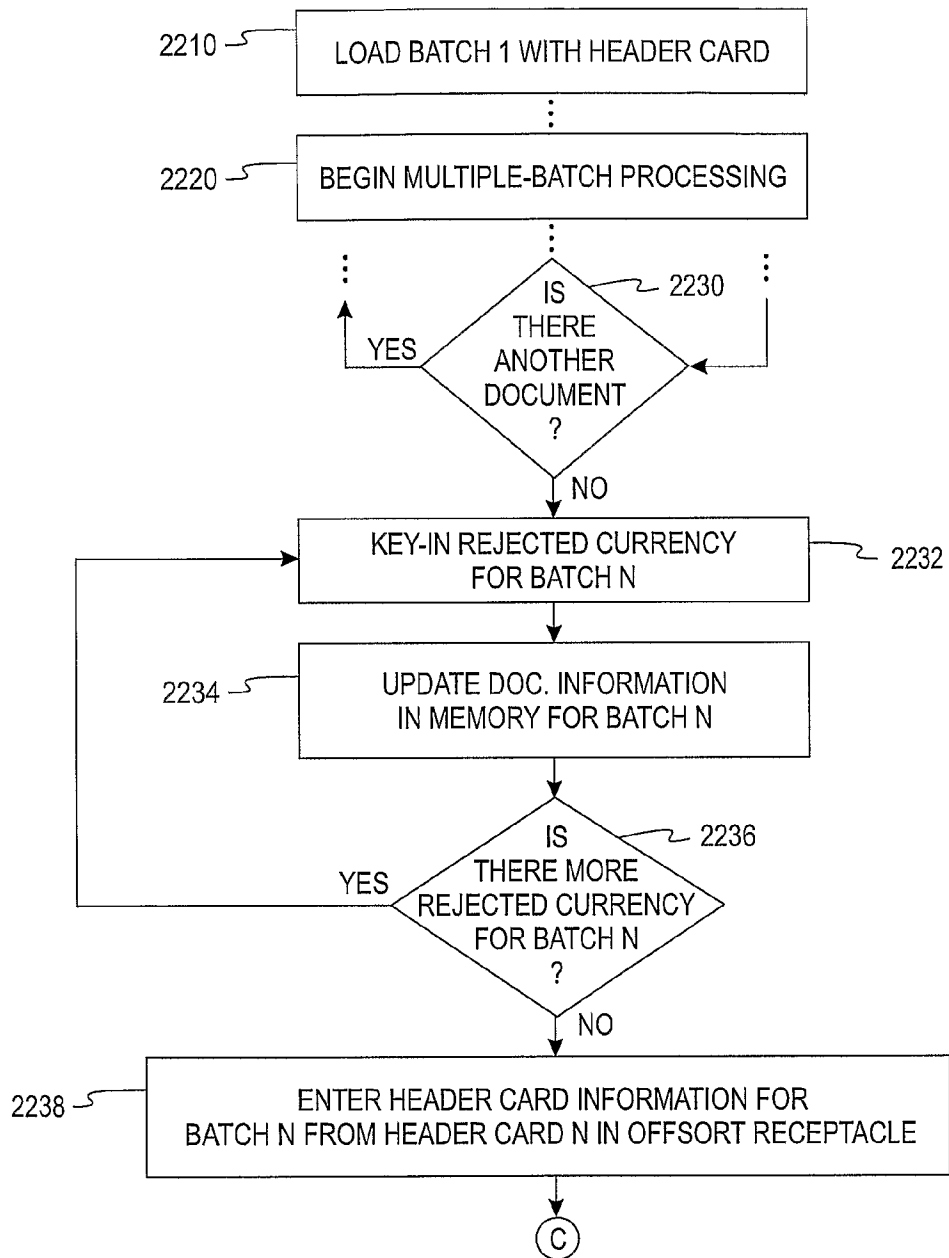 2210
LOAD BATCH 1 WITH HEADER CARD
2220
BEGIN MULTIPLE-BATCH PROCESSING
2230
IS
THERE
ANOTHER
DOCUMENT
?
YES
NO
KEY-IN REJECTED CURRENCY
FOR BATCH N
2232
2234
UPDATE DOC. INFORMATION
IN MEMORY FOR BATCH N
2236
IS
THERE MORE
REJECTED CURRENCY
FOR BATCH N
?
YES
NO
2238
ENTER HEADER CARD INFORMATION FOR
BATCH N FROM HEADER CARD N IN OFFSORT RECEPTACLE
C